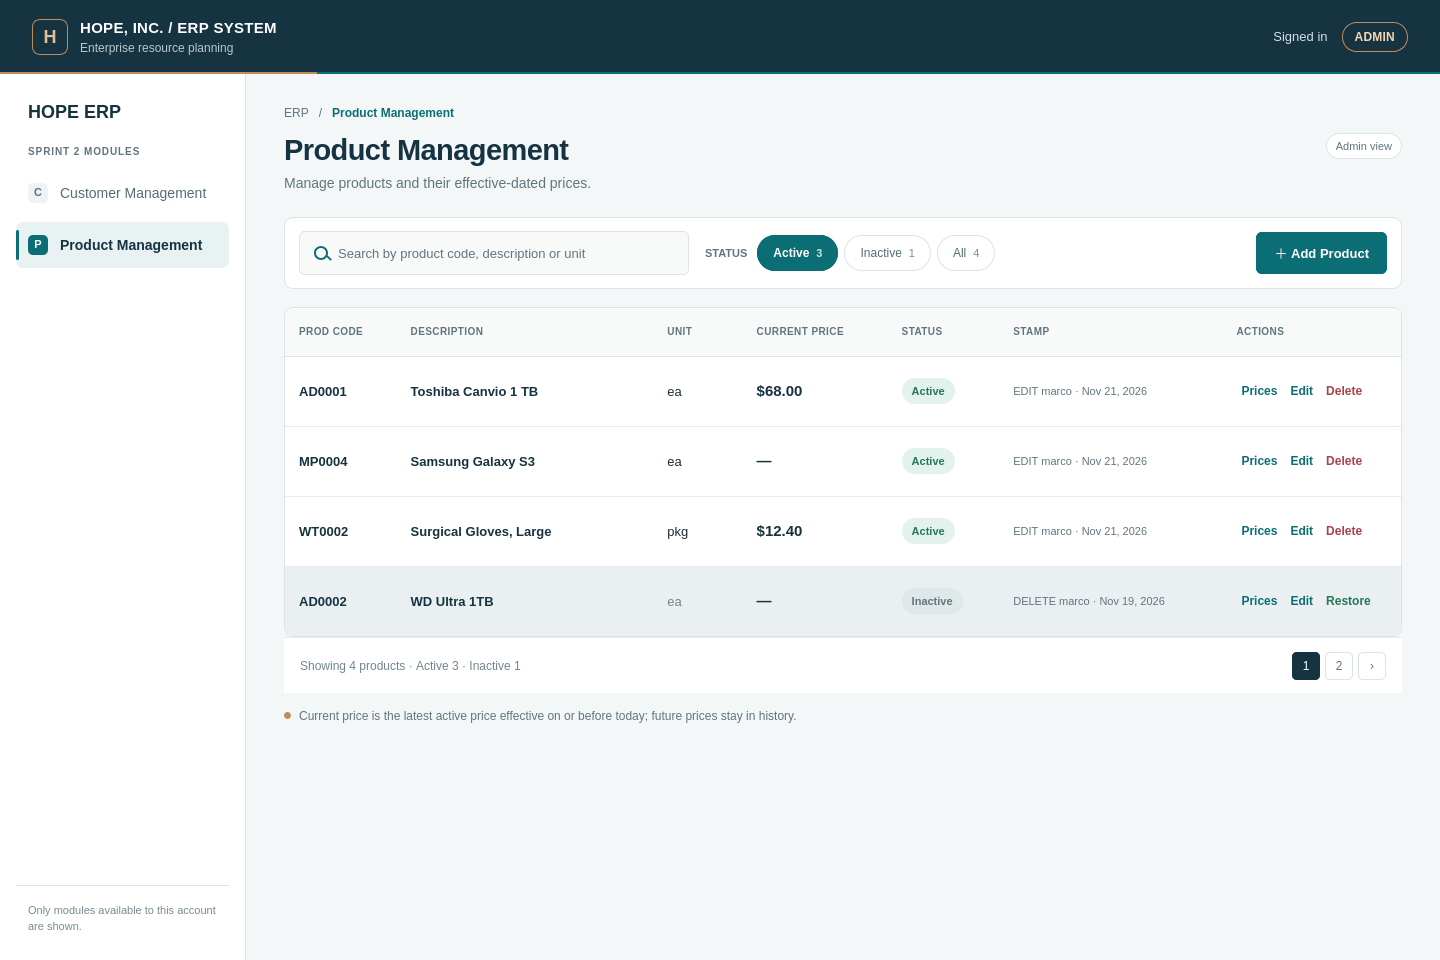 H
HOPE, INC. / ERP SYSTEM
Enterprise resource planning
Signed in
ADMIN
HOPE ERP
SPRINT 2 MODULES
C Customer Management
P Product Management
Only modules available to this account
are shown.
ERP / Product Management
Product Management
Manage products and their effective-dated prices.
Admin view
Search by product code, description or unit
STATUS
Active 3
Inactive 1
All 4
+ Add Product
PROD CODE DESCRIPTION UNIT CURRENT PRICE STATUS STAMP ACTIONS
AD0001 Toshiba Canvio 1 TB ea $68.00 Active EDIT marco · Nov 21, 2026 Prices Edit Delete
MP0004 Samsung Galaxy S3 ea — Active EDIT marco · Nov 21, 2026 Prices Edit Delete
WT0002 Surgical Gloves, Large pkg $12.40 Active EDIT marco · Nov 21, 2026 Prices Edit Delete
AD0002 WD Ultra 1TB ea — Inactive DELETE marco · Nov 19, 2026 Prices Edit Restore
Showing 4 products · Active 3 · Inactive 1
1 2 ›
Current price is the latest active price effective on or before today; future prices stay in history.